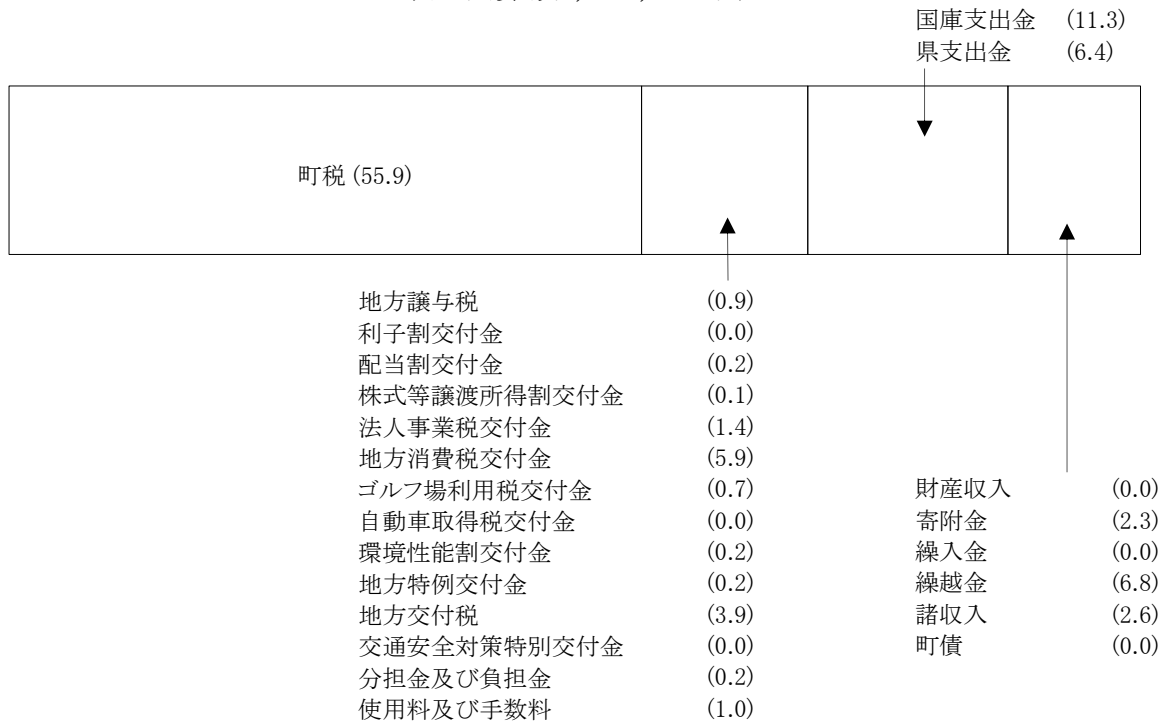 国庫支出金 (11.3)
県支出金 (6.4)
町税 (55.9)
地方譲与税 (0.9)
利子割交付金 (0.0)
配当割交付金 (0.2)
株式等譲渡所得割交付金 (0.1)
法人事業税交付金 (1.4)
地方消費税交付金 (5.9)
ゴルフ場利用税交付金 (0.7)
自動車取得税交付金 (0.0)
環境性能割交付金 (0.2)
地方特例交付金 (0.2)
地方交付税 (3.9)
交通安全対策特別交付金 (0.0)
分担金及び負担金 (0.2)
使用料及び手数料 (1.0)
財産収入 (0.0)
寄附金 (2.3)
繰入金 (0.0)
繰越金 (6.8)
諸収入 (2.6)
町債 (0.0)